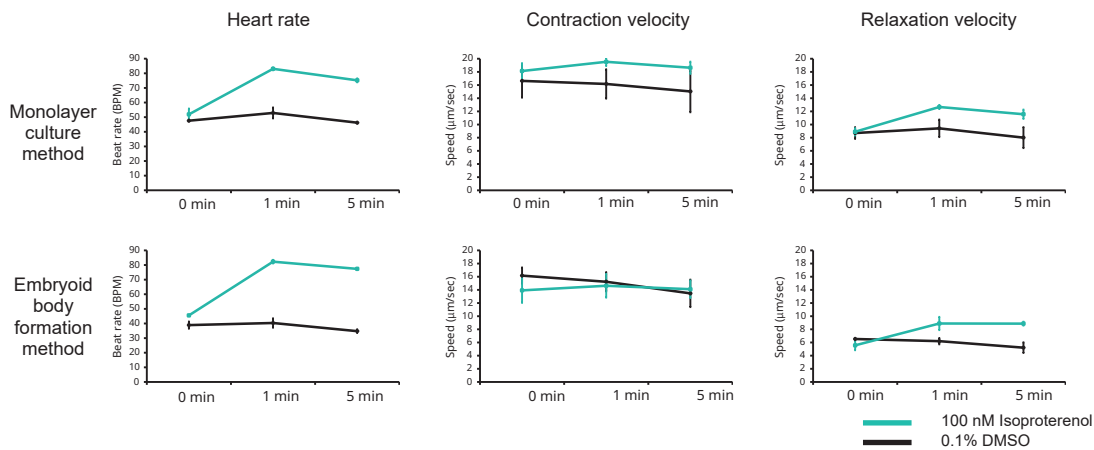 Heart rate
Contraction velocity
Relaxation velocity
Monolayer
culture
method
Beat rate (BPM)
90
80
70
60
50
40
30
20
10
0
0 min
1 min
5 min
Speed (µm/sec)
20
18
16
14
12
10
8
6
4
2
0
0 min
1 min
5 min
Speed (µm/sec)
20
18
16
14
12
10
8
6
4
2
0
0 min
1 min
5 min
Embryoid
body
formation
method
Beat rate (BPM)
90
80
70
60
50
40
30
20
10
0
0 min
1 min
5 min
Speed (µm/sec)
20
18
16
14
12
10
8
6
4
2
0
0 min
1 min
5 min
Speed (µm/sec)
20
18
16
14
12
10
8
6
4
2
0
0 min
1 min
5 min
100 nM Isoproterenol
0.1% DMSO